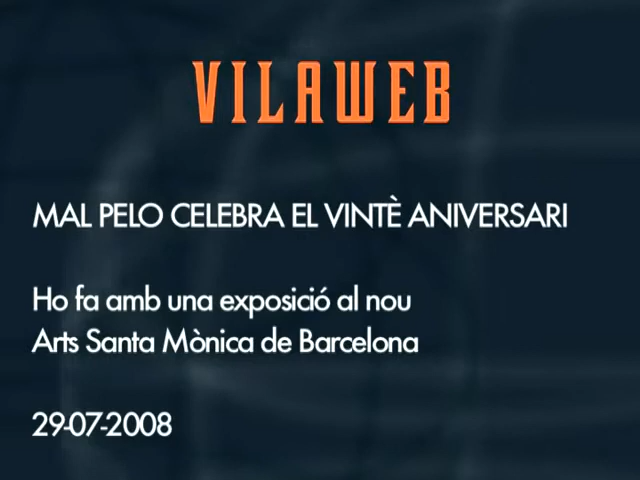 VILAWEB
MAL PELO CELEBRA EL VINTÈ ANIVERSARI
Ho fa amb una exposició al nou
Arts Santa Mònica de Barcelona
29-07-2008